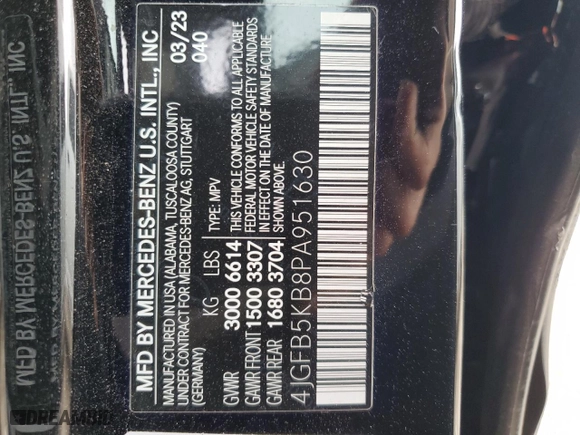 MFD BY MERCEDES-BENZ U.S. INTL., INC
MANUFACTURED IN USA (ALABAMA, TUSCALOOSA COUNTY) 03/23
UNDER CONTRACT FOR MERCEDES-BENZ AG, STUTTGART 040
(GERMANY)
KG LBS TYPE: MPV
GVWR 3000 6614 THIS VEHICLE CONFORMS TO ALL APPLICABLE
GAWR FRONT 1500 3307 FEDERAL MOTOR VEHICLE SAFETY STANDARDS
IN EFFECT ON THE DATE OF MANUFACTURE
GAWR REAR 1680 3704 SHOWN ABOVE.
4JGFB5KB8PA951630
MFD BY MERCEDES-BENZ U.S. INTL., INC